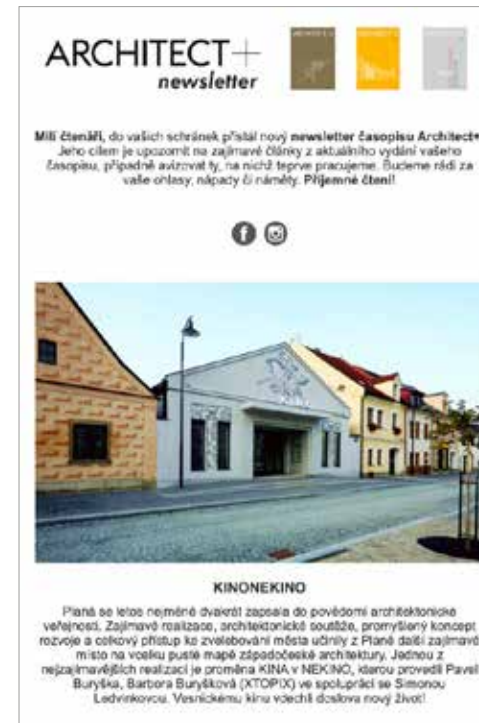 ARCHITECT+
newsletter
Milí čtenáři, do vašich schránek přistál nový newsletter časopisu Architect+
Jeho cílem je upozornit na zajímavé články z aktuálního vydání vašeho
časopisu, případně avizovat ty, na nichž teprve pracujeme. Budeme rádi za
vaše ohlasy, nápady či náměty. Příjemné čtení!
KINONEKINO
Planá se letos nejméně dvakrát zapsala do povědomí architektonické
veřejnosti. Zajímavé realizace, architektonické soutěže, promyšlený koncept
rozvoje a celkový přístup ke zvelebování města učinily z Plané další zajímavé
místo na vcelku pusté mapě západočeské architektury. Jednou z
nejzajímavějších realizací je proměna KINA v NEKINO, kterou provedli Pavel
Buryška, Barbora Buryšková (XTOPIX) ve spolupráci se Simonou
Ledvinkovou. Vesnickému kinu vdechli doslova nový život!